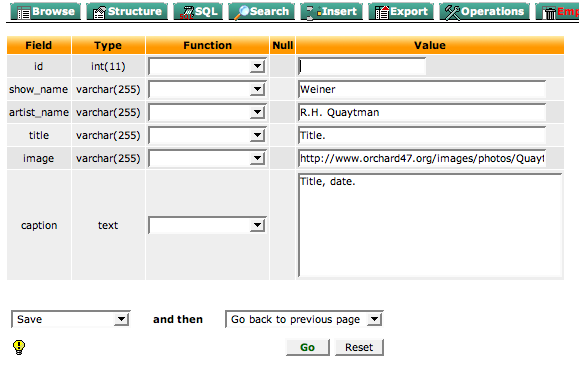 Browse Structure SQL Search Insert Export Operations
Field Type Function Null Value
id int(11)
show_name varchar(255) Weiner
artist_name varchar(255) R.H. Quaytman
title varchar(255) Title.
image varchar(255) http://www.orchard47.org/images/photos/Quayt
caption text Title, date.
Save and then Go back to previous page
Go Reset